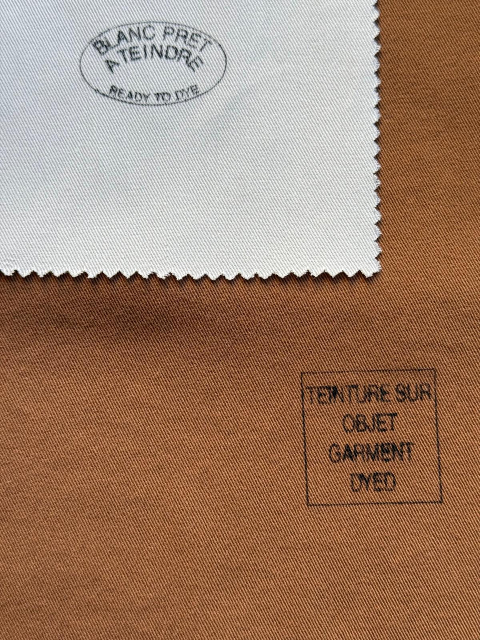 BLANC PRET
A TEINDRE
READY TO DYE
TEINTURE SUR
OBJET
GARMENT
DYED